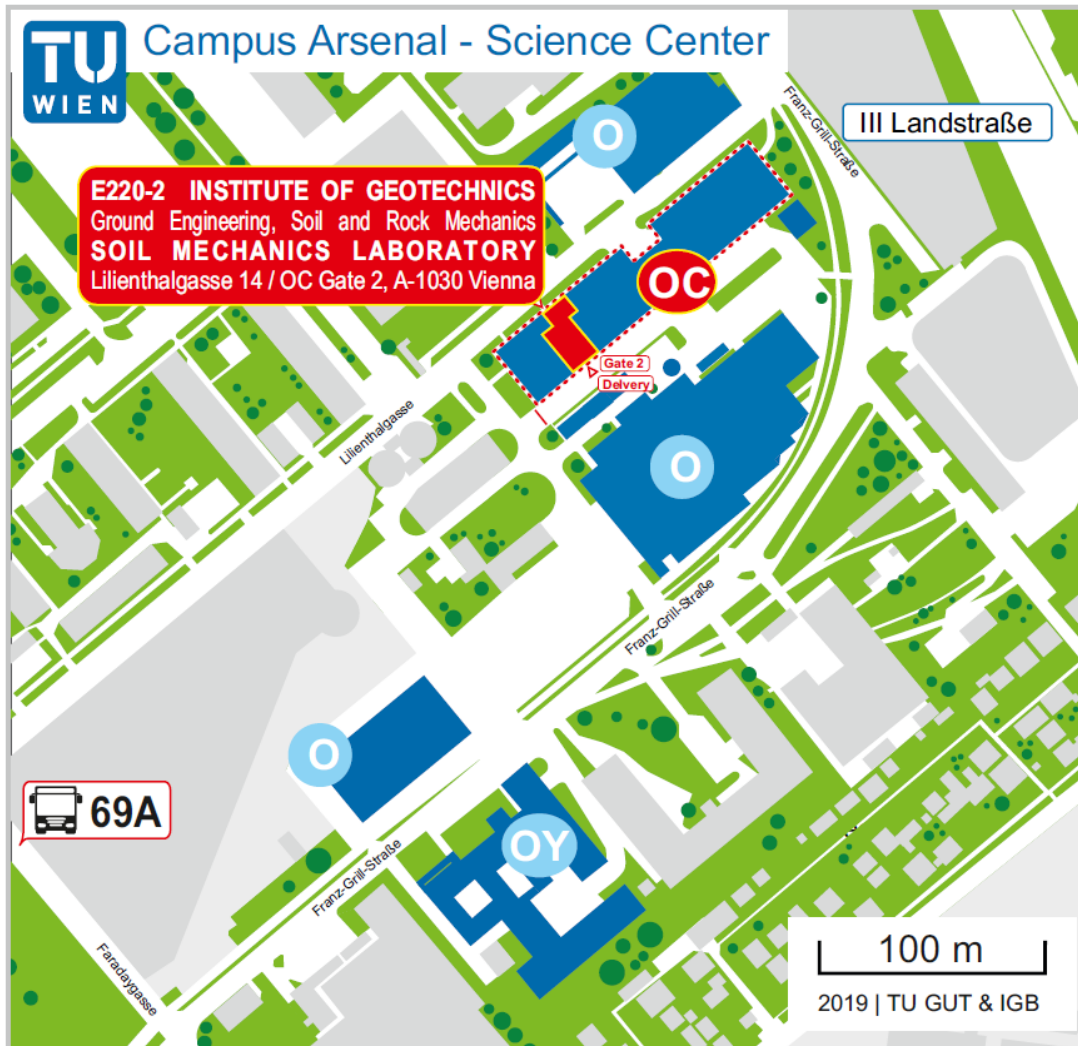 TU
WIEN
Campus Arsenal - Science Center
Franz-Grill-Straße
III Landstraße
O
E220-2 INSTITUTE OF GEOTECHNICS
Ground Engineering, Soil and Rock Mechanics
SOIL MECHANICS LABORATORY
Lilienthalgasse 14 / OC Gate 2, A-1030 Vienna
OC
Gate 2
Delvery
Lilienthalgasse
O
Franz-Grill-Straße
O
69A
OY
Franz-Grill-Straße
Faradaygasse
100 m
2019 | TU GUT & IGB